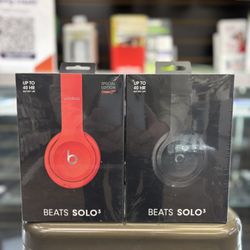 UP TO
40 HR
SPECIAL
EDITION
UP TO
40 HR
BEATS SOLO³
BEATS SOLO³